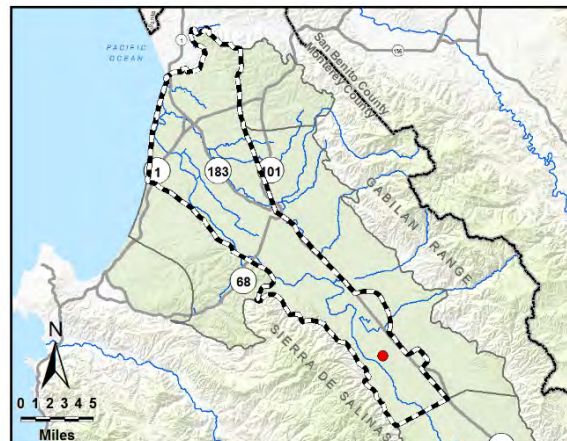 1
156
PACIFIC
OCEAN
San Benito County
Monterey County
1
183
101
GABILAN RANGE
68
SIERRA DE SALINAS
N
0 1 2 3 4 5
Miles